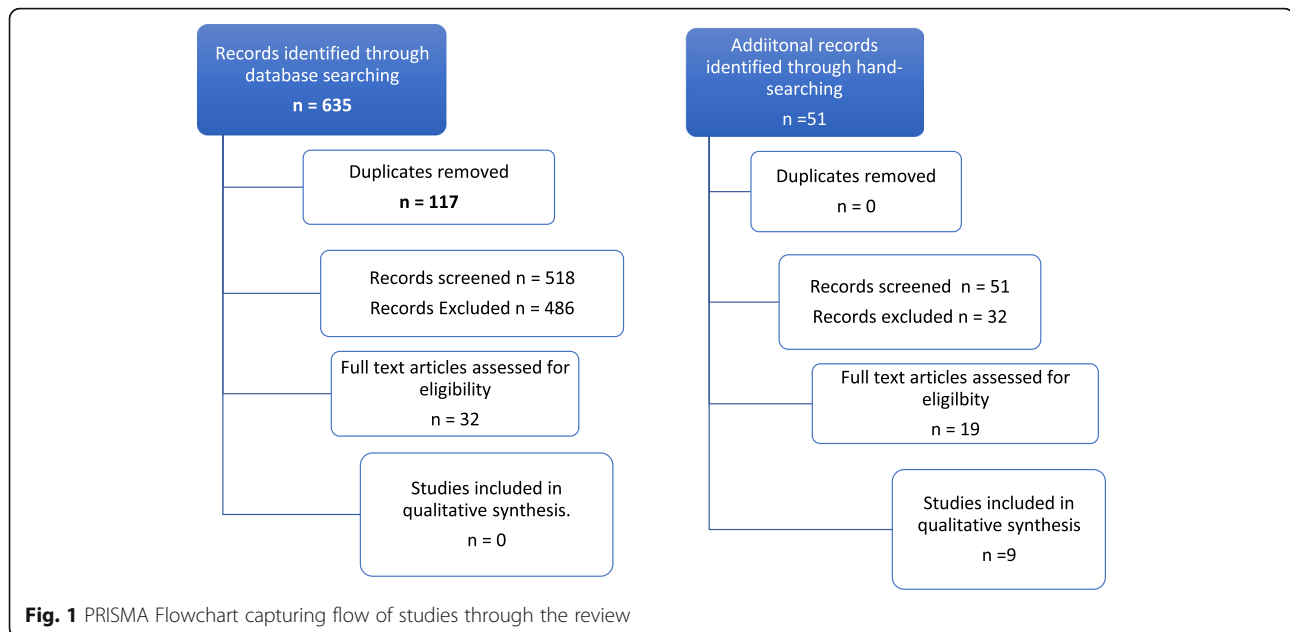 Records identified through
database searching
n = 635
Duplicates removed
n = 117
Records screened n = 518
Records Excluded n = 486
Full text articles assessed for
eligibility
n = 32
Studies included in
qualitative synthesis.
n = 0
Addiitonal records
identified through hand-
searching
n =51
Duplicates removed
n = 0
Records screened n = 51
Records excluded n = 32
Full text articles assessed for
eligilbity
n = 19
Studies included in
qualitative synthesis
n =9
Fig. 1 PRISMA Flowchart capturing flow of studies through the review